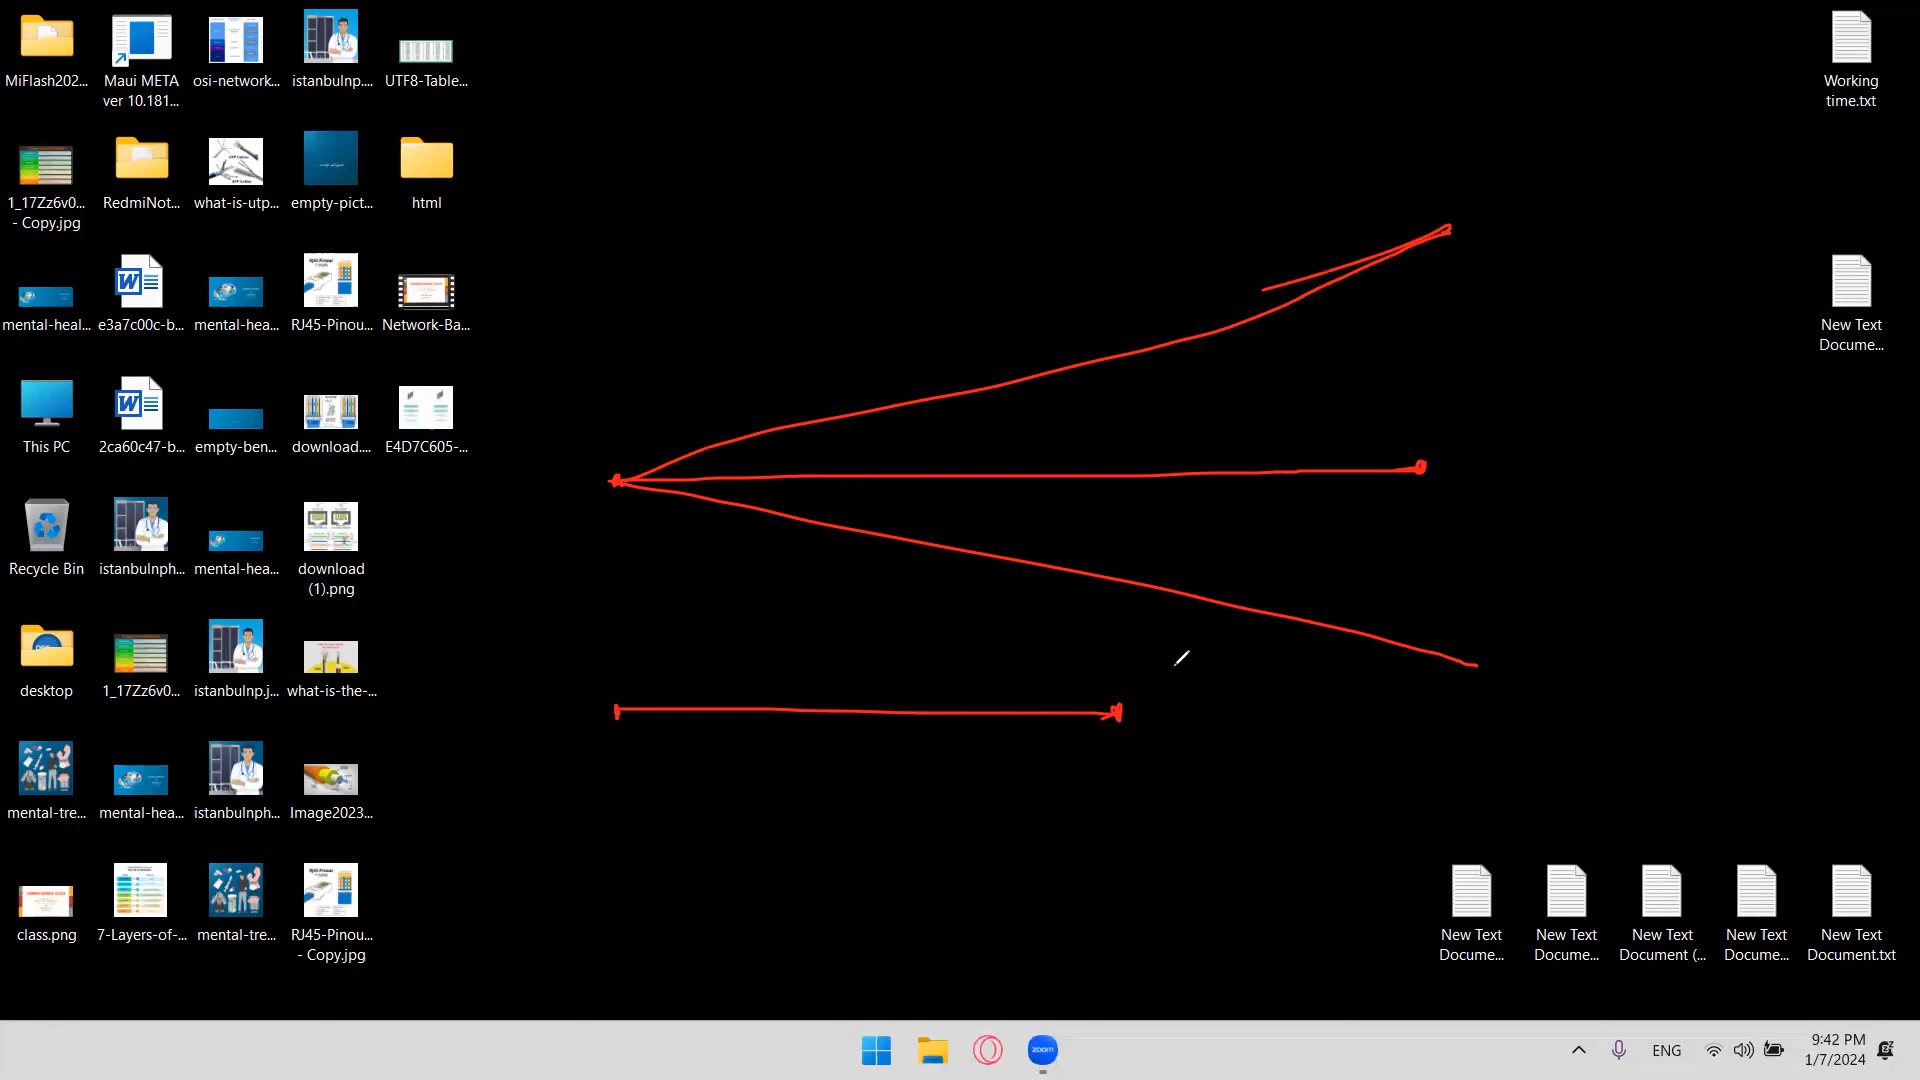 MiFlash202...
Maui META
ver 10.181...
osi-network...
istanbulnp....
UTF8-Table...
Working
time.txt
1_17Zz6v0...
- Copy.jpg
RedmiNot...
what-is-utp...
empty-pict...
html
mental-heal...
e3a7c00c-b...
mental-hea...
RJ45-Pinou...
Network-Ba...
New Text
Docume...
This PC
2ca60c47-b...
empty-ben...
download....
E4D7C605-...
Recycle Bin
istanbulnph...
mental-hea...
download
(1).png
desktop
1_17Zz6v0...
istanbulnp.j...
what-is-the-...
mental-tre...
mental-hea...
istanbulnph...
Image2023...
class.png
7-Layers-of-...
mental-tre...
RJ45-Pinou...
- Copy.jpg
New Text
Docume...
New Text
Docume...
New Text
Document (...
New Text
Docume...
New Text
Document.txt
zoom
ENG
9:42 PM
1/7/2024